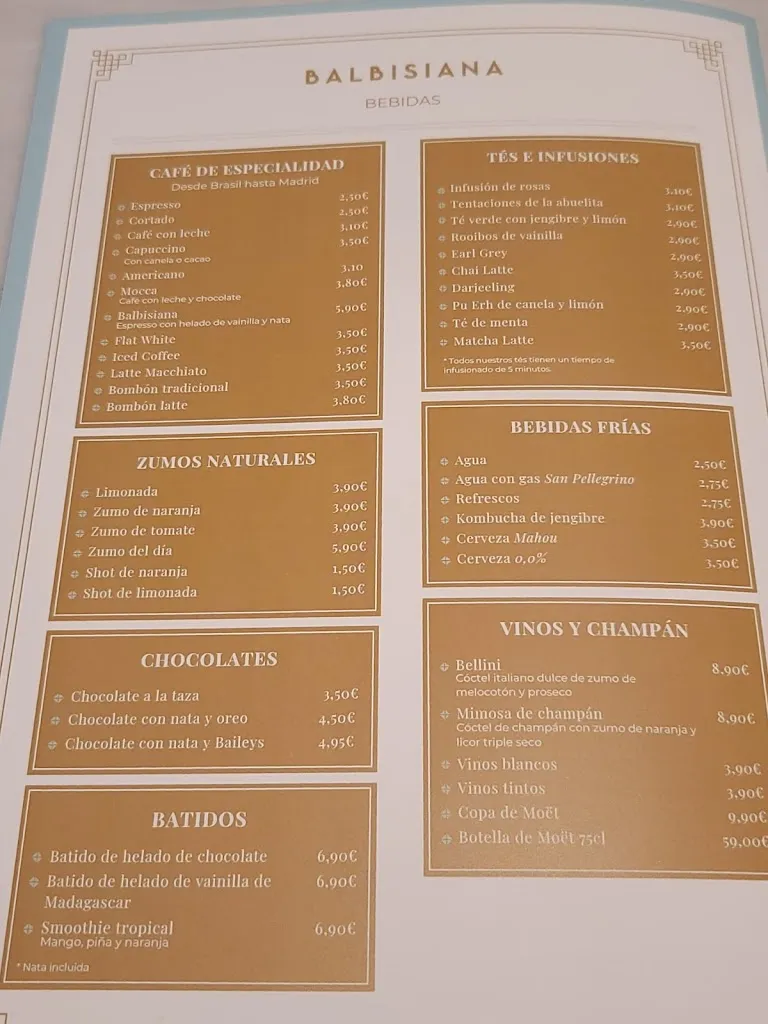 BALBISIANA
BEBIDAS
CAFÉ DE ESPECIALIDAD
Desde Brasil hasta Madrid
Espresso 2,50€
Cortado 2,50€
Café con leche 3,10€
Capuccino 3,50€
Con canela o cacao
Americano 3,10
Mocca 3,80€
Café con leche y chocolate
Balbisiana 5,90€
Espresso con helado de vainilla y nata
Flat White 3,50€
Iced Coffee 3,50€
Latte Macchiato 3,50€
Bombón tradicional 3,50€
Bombón latte 3,80€
ZUMOS NATURALES
Limonada 3,90€
Zumo de naranja 3,90€
Zumo de tomate 3,90€
Zumo del día 5,90€
Shot de naranja 1,50€
Shot de limonada 1,50€
CHOCOLATES
Chocolate a la taza 3,50€
Chocolate con nata y oreo 4,50€
Chocolate con nata y Baileys 4,95€
BATIDOS
Batido de helado de chocolate 6,90€
Batido de helado de vainilla de 6,90€
Madagascar
Smoothie tropical 6,90€
Mango, piña y naranja
* Nata incluida
TÉS E INFUSIONES
Infusión de rosas 3,10€
Tentaciones de la abuelita 3,10€
Té verde con jengibre y limón 2,90€
Rooibos de vainilla 2,90€
Earl Grey 2,90€
Chai Latte 3,50€
Darjeeling 2,90€
Pu Erh de canela y limón 2,90€
Té de menta 2,90€
Matcha Latte 3,50€
* Todos nuestros tés tienen un tiempo de
infusionado de 5 minutos.
BEBIDAS FRÍAS
Agua 2,50€
Agua con gas San Pellegrino 2,75€
Refrescos 2,75€
Kombucha de jengibre 3,90€
Cerveza Mahou 3,50€
Cerveza 0,0% 3,50€
VINOS Y CHAMPÁN
Bellini 8,90€
Cóctel italiano dulce de zumo de
melocotón y proseco
Mimosa de champán 8,90€
Cóctel de champán con zumo de naranja y
licor triple seco
Vinos blancos 3,90€
Vinos tintos 3,90€
Copa de Moët 9,90€
Botella de Moët 75cl 59,00€